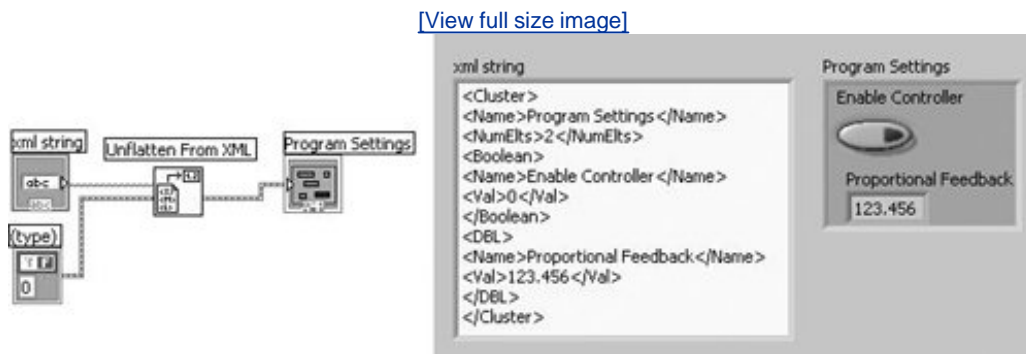 [View full size image]
xml string
Unflatten From XML
Program Settings
abc
abc
(type)
0
xml string
<Cluster>
<Name>Program Settings</Name>
<NumElts>2</NumElts>
<Boolean>
<Name>Enable Controller</Name>
<Val>0</Val>
</Boolean>
<DBL>
<Name>Proportional Feedback</Name>
<Val>123.456</Val>
</DBL>
</Cluster>
Program Settings
Enable Controller
Proportional Feedback
123.456